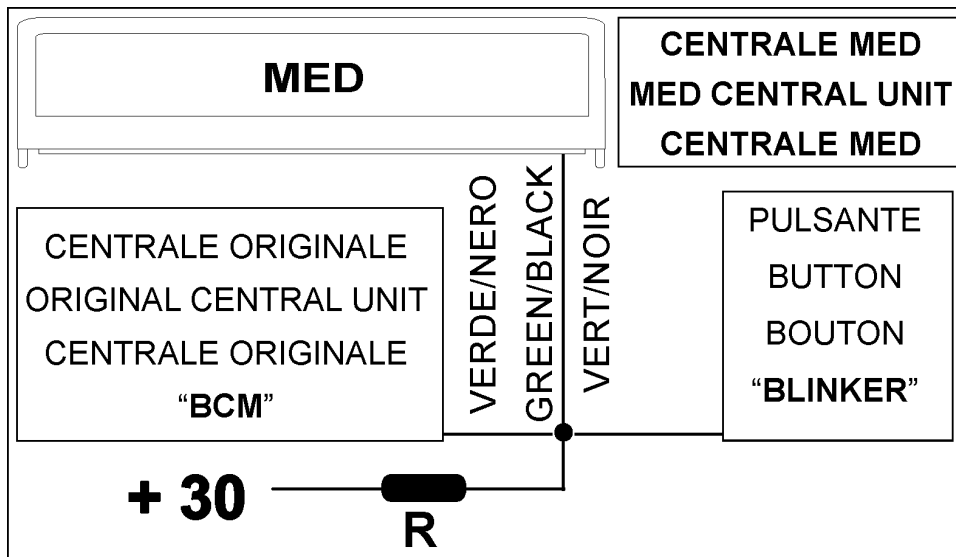 MED
CENTRALE MED
MED CENTRAL UNIT
CENTRALE MED
CENTRALE ORIGINALE
ORIGINAL CENTRAL UNIT
CENTRALE ORIGINALE
“BCM”
VERDE/NERO
GREEN/BLACK
VERT/NOIR
PULSANTE
BUTTON
BOUTON
“BLINKER”
+ 30
R